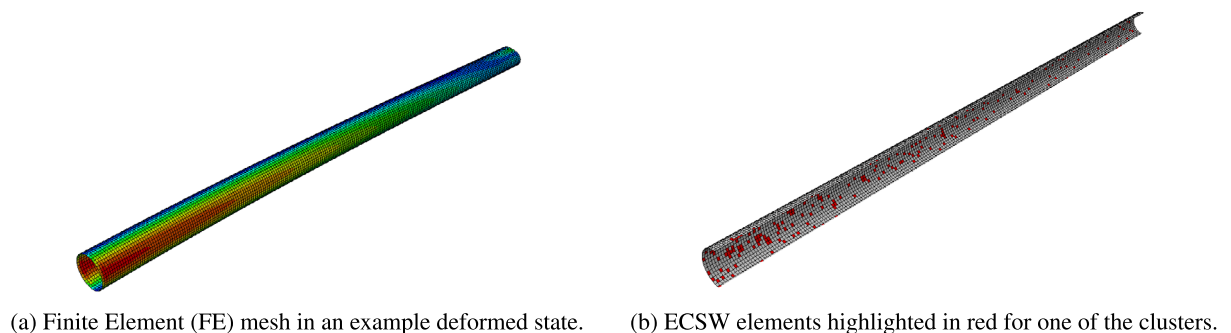 (a) Finite Element (FE) mesh in an example deformed state.
(b) ECSW elements highlighted in red for one of the clusters.